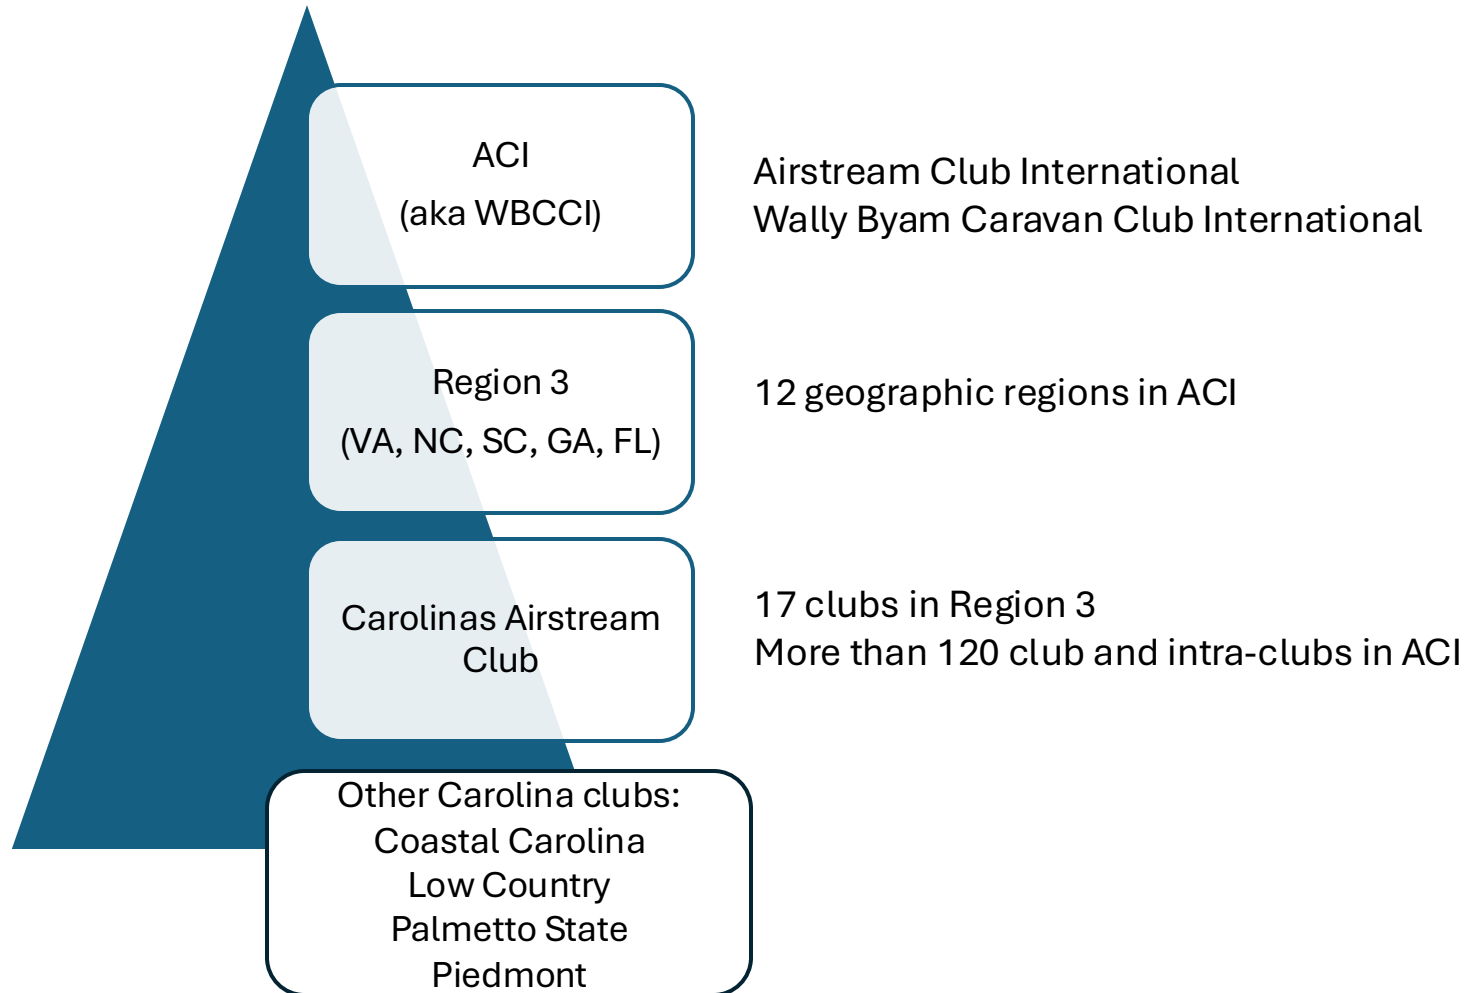 ACI
(aka WBCCI)
Airstream Club International
Wally Byam Caravan Club International
Region 3
(VA, NC, SC, GA, FL)
12 geographic regions in ACI
Carolinas Airstream
Club
17 clubs in Region 3
More than 120 club and intra-clubs in ACI
Other Carolina clubs:
Coastal Carolina
Low Country
Palmetto State
Piedmont